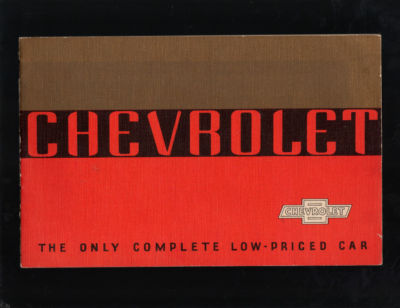 CHEVROLET
CHEVROLET
THE ONLY COMPLETE LOW-PRICED CAR